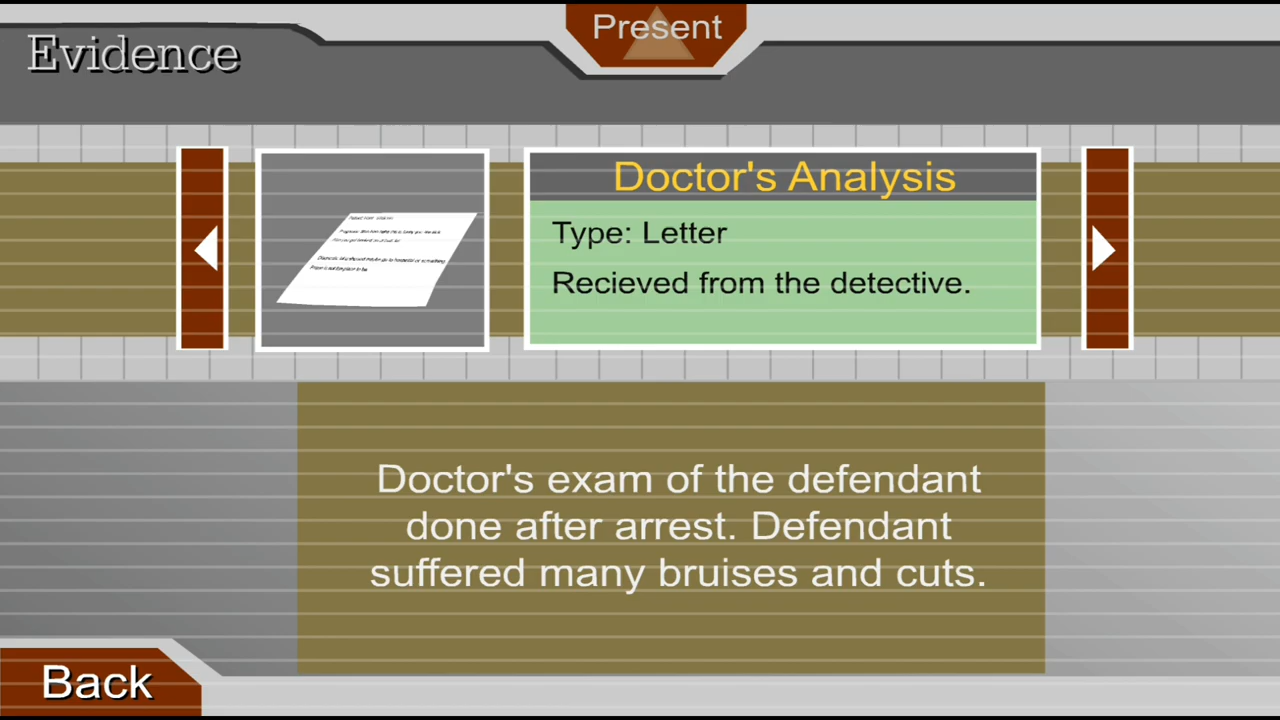 Present
Evidence
Doctor's Analysis
Type: Letter
Recieved from the detective.
Doctor's exam of the defendant
done after arrest. Defendant
suffered many bruises and cuts.
Back